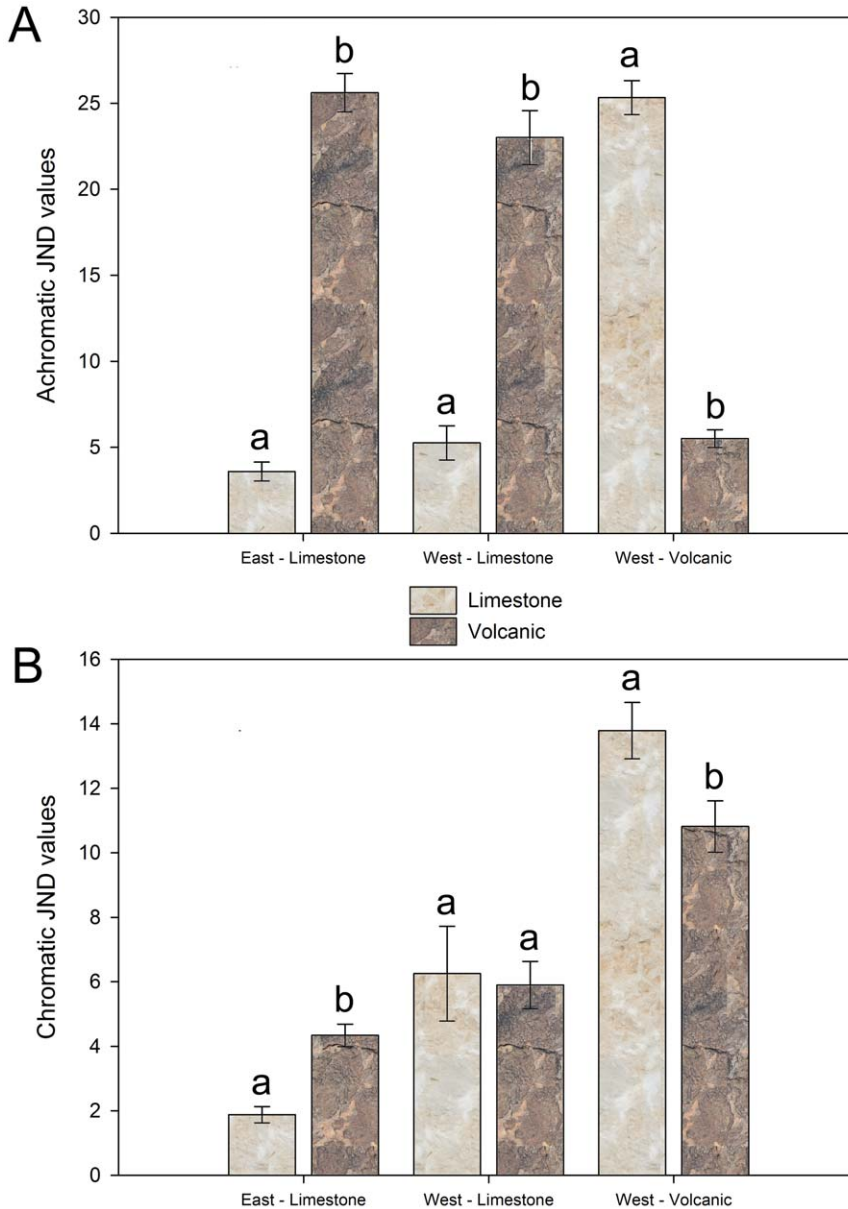 A
30
25
20
15
10
5
0
Achromatic JND values
b
b
a
a
a
b
East - Limestone West - Limestone West - Volcanic
Limestone
Volcanic
B
16
14
12
10
8
6
4
2
0
Chromatic JND values
a
b
a
a
b
a
East - Limestone West - Limestone West - Volcanic